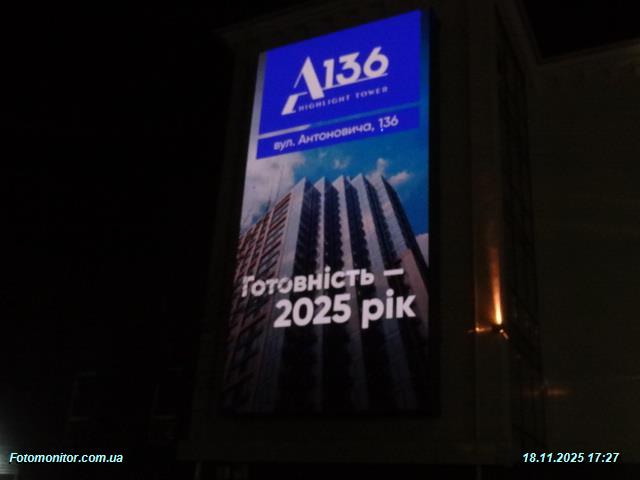 A136
HIGHLIGHT TOWER
вул. Антоновича, 136
Готовність —
2025 рік
Fotomonitor.com.ua
18.11.2025 17:27